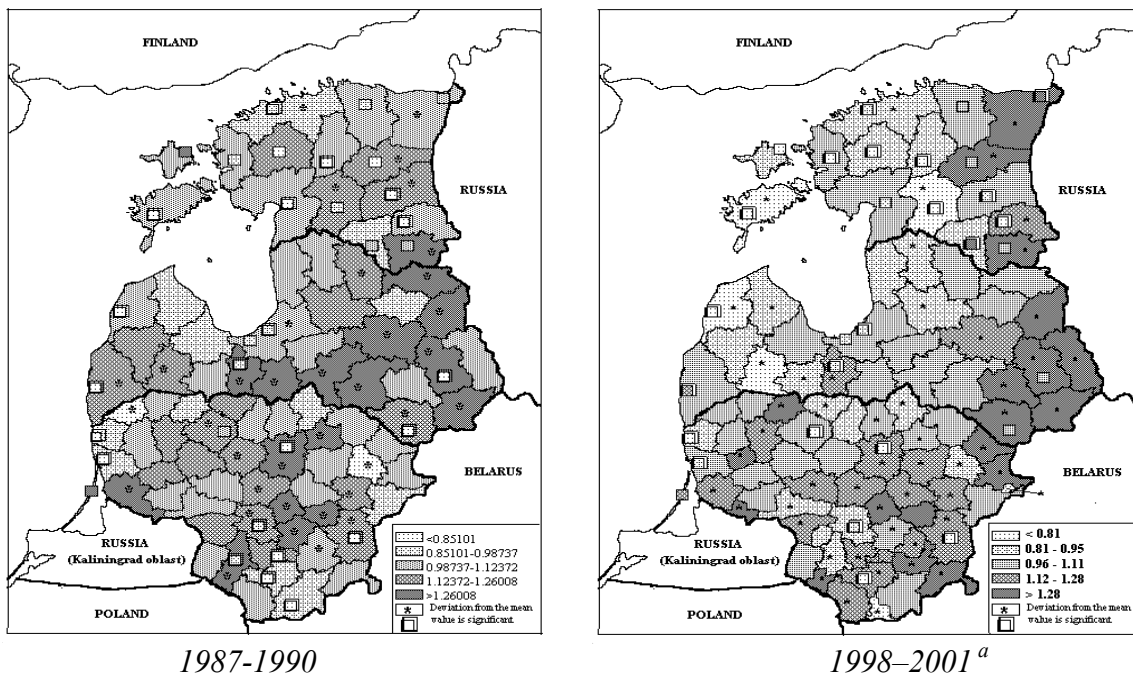 FINLAND
RUSSIA
BELARUS
RUSSIA
(Kaliningrad oblast)
POLAND
<0.85101
0.85101-0.98737
0.98737-1.12372
1.12372-1.26008
>1.26008
Deviation from the mean
value is significant
1987-1990
FINLAND
RUSSIA
BELARUS
RUSSIA
(Kaliningrad oblast)
POLAND
< 0.81
0.81 - 0.95
0.96 - 1.11
1.12 - 1.28
> 1.28
Deviation from the mean
value is significant
1998–2001 a